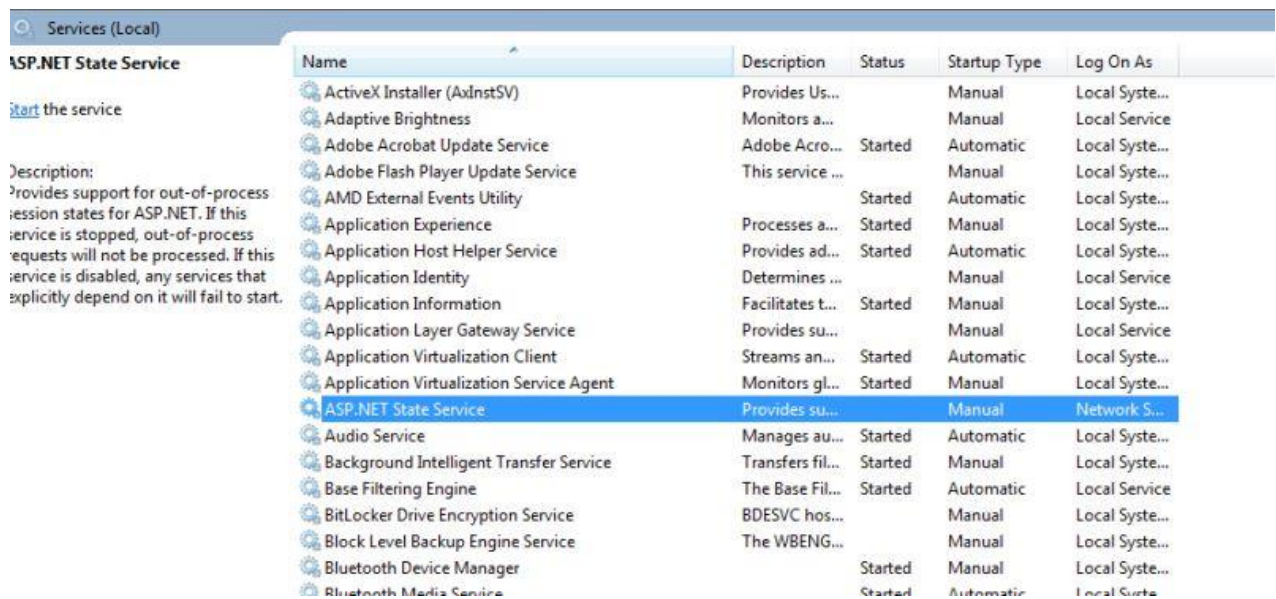 Services (Local)
ASP.NET State Service
Start the service
Description:
Provides support for out-of-process
session states for ASP.NET. If this
service is stopped, out-of-process
requests will not be processed. If this
service is disabled, any services that
explicitly depend on it will fail to start.
Name Description Status Startup Type Log On As
ActiveX Installer (AxInstSV) Provides Us... Manual Local Syste...
Adaptive Brightness Monitors a... Manual Local Service
Adobe Acrobat Update Service Adobe Acro... Started Automatic Local Syste...
Adobe Flash Player Update Service This service ... Manual Local Syste...
AMD External Events Utility Started Automatic Local Syste...
Application Experience Processes a... Started Manual Local Syste...
Application Host Helper Service Provides ad... Started Automatic Local Syste...
Application Identity Determines ... Manual Local Service
Application Information Facilitates t... Started Manual Local Syste...
Application Layer Gateway Service Provides su... Manual Local Service
Application Virtualization Client Streams an... Started Automatic Local Syste...
Application Virtualization Service Agent Monitors gl... Started Manual Local Syste...
ASP.NET State Service Provides su... Manual Network S...
Audio Service Manages au... Started Automatic Local Syste...
Background Intelligent Transfer Service Transfers fil... Started Manual Local Syste...
Base Filtering Engine The Base Fil... Started Automatic Local Service
BitLocker Drive Encryption Service BDESVC hos... Manual Local Syste...
Block Level Backup Engine Service The WBENG... Manual Local Syste...
Bluetooth Device Manager Started Manual Local Syste...
Bluetooth Media Service Started Automatic Local Syste...